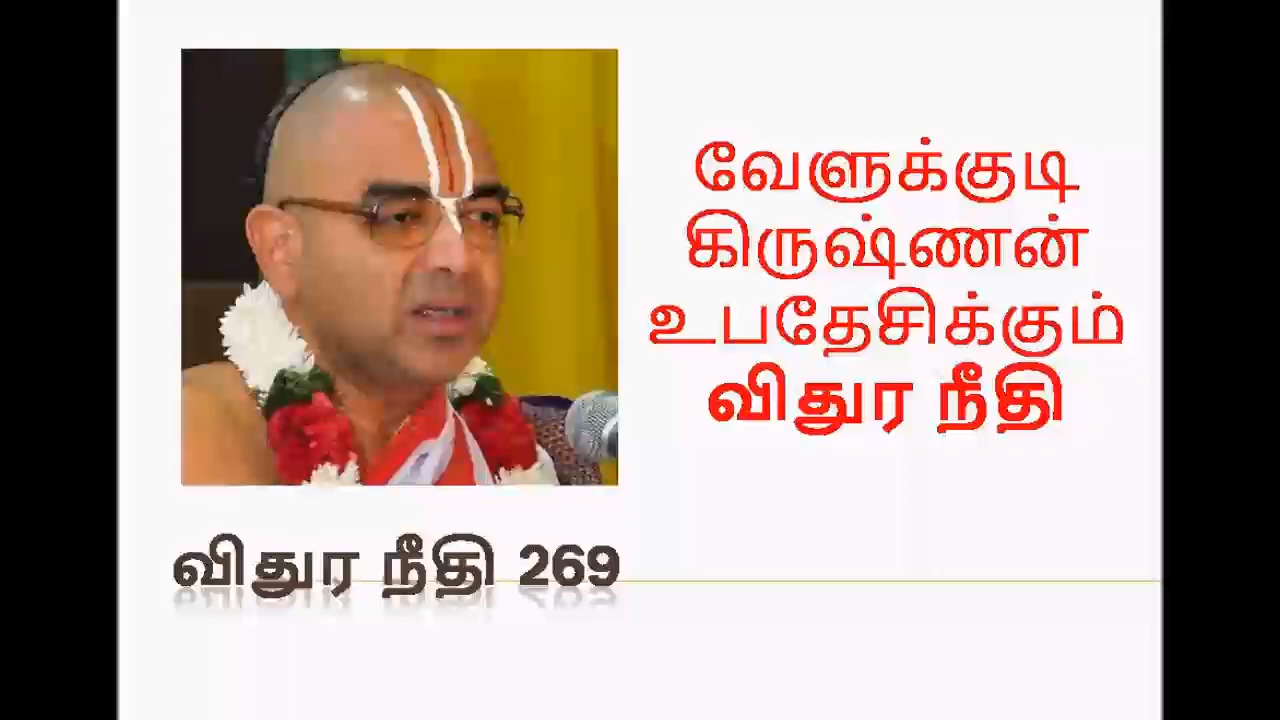 வேளுக்குடி
கிருஷ்ணன்
உபதேசிக்கும்
விதுர நீதி
விதுர நீதி 269